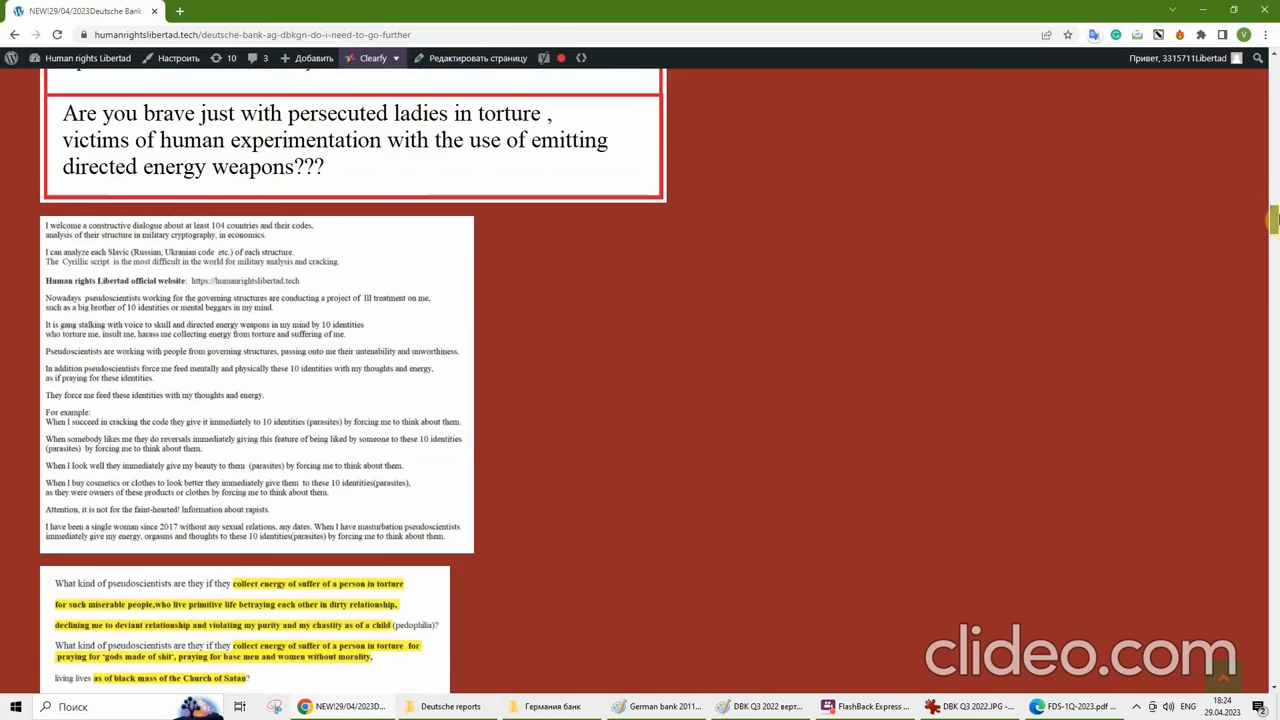 NEW!29/04/2023Deutsche Bank
humanrightslibertad.tech/deutsche-bank-ag-dbkgn-do-i-need-to-go-further
Human rights Libertad Настроить 10 3 Добавить Clearfy Редактировать страницу Привет, 3315711Libertad
Are you brave just with persecuted ladies in torture ,
victims of human experimentation with the use of emitting
directed energy weapons???
I welcome a constructive dialogue about at least 104 countries and their codes,
analysis of their structure in military cryptography, in economics.
I can analyze each Slavic (Russian, Ukranian code etc.) of each structure.
The Cyrillic script is the most difficult in the world for military analysis and cracking.
Human rights Libertad official website: https://humanrightslibertad.tech
Nowadays pseudoscientists working for the governing structures are conducting a project of Ill treatment on me,
such as a big brother of 10 identities or mental beggars in my mind.
It is gang stalking with voice to skull and directed energy weapons in my mind by 10 identities
who torture me, insult me, harass me collecting energy from torture and suffering of me.
Pseudoscientists are working with people from governing structures, passing onto me their untenability and unworthiness.
In addition pseudoscientists force me feed mentally and physically these 10 identities with my thoughts and energy,
as if praying for these identities.
They force me feed these identities with my thoughts and energy.
For example:
When I succeed in cracking the code they give it immediately to 10 identities (parasites) by forcing me to think about them.
When somebody likes me they do reversals immediately giving this feature of being liked by someone to these 10 identities
(parasites) by forcing me to think about them.
When I look well they immediately give my beauty to them (parasites) by forcing me to think about them.
When I buy cosmetics or clothes to look better they immediately give them to these 10 identities(parasites),
as they were owners of these products or clothes by forcing me to think about them.
Attention, it is not for the faint-hearted! Information about rapists.
I have been a single woman since 2017 without any sexual relations, any dates. When I have masturbation pseudoscientists
immediately give my energy, orgasms and thoughts to these 10 identities(parasites) by forcing me to think about them.
What kind of pseudoscientists are they if they collect energy of suffer of a person in torture
for such miserable people,who live primitive life betraying each other in dirty relationship,
declining me to deviant relationship and violating my purity and my chastity as of a child (pedophilia)?
What kind of pseudoscientists are they if they collect energy of suffer of a person in torture for
praying for 'gods made of shit', praying for base men and women without morality,
living lives as of black mass of the Church of Satan?
clideo.com
Поиск NEW!29/04/2023D... Deutsche reports Германия банк German bank 2011... DBK Q3 2022 верт... FlashBack Express ... DBK Q3 2022.JPG -... FDS-1Q-2023.pdf ... ENG 18:24
29.04.2023 2